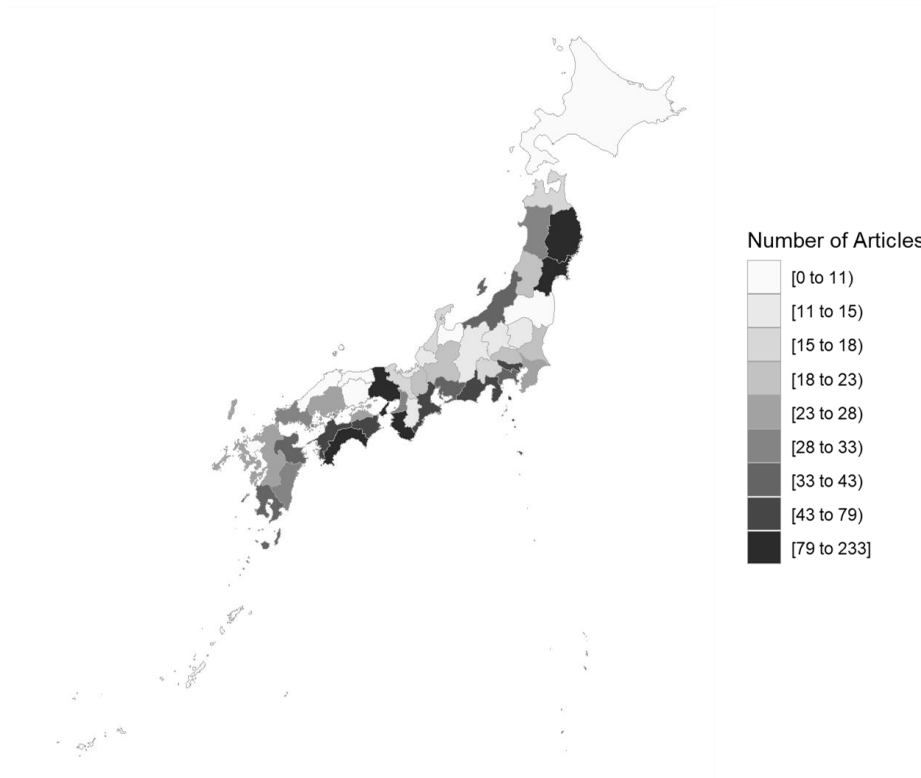 Number of Articles
[0 to 11)
[11 to 15)
[15 to 18)
[18 to 23)
[23 to 28)
[28 to 33)
[33 to 43)
[43 to 79)
[79 to 233]